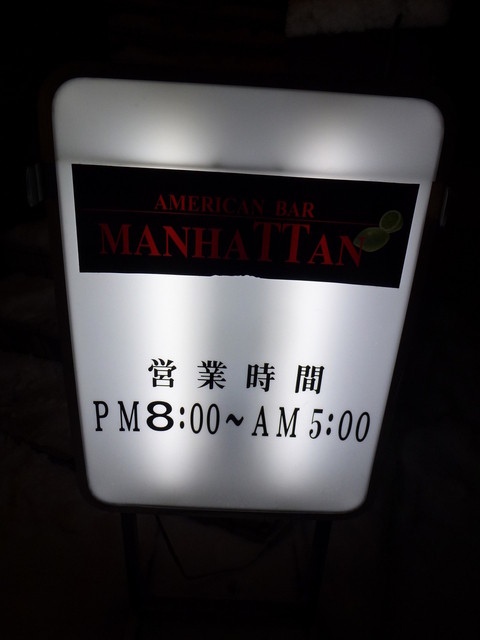 AMERICAN BAR
MANHATTAN
営業時間
PM8:00~AM5:00